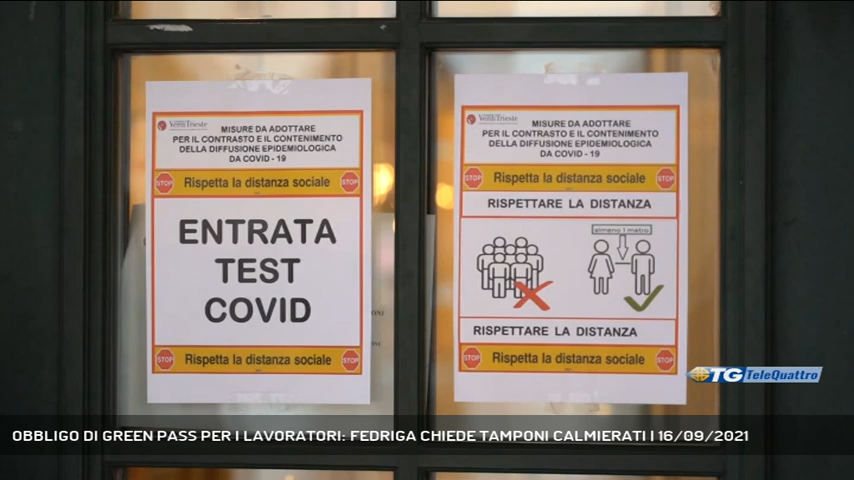 VerdiTrieste
MISURE DA ADOTTARE
PER IL CONTRASTO E IL CONTENIMENTO
DELLA DIFFUSIONE EPIDEMIOLOGICA
DA COVID - 19
STOP Rispetta la distanza sociale STOP
ENTRATA
TEST
COVID
STOP Rispetta la distanza sociale STOP
VerdiTrieste
MISURE DA ADOTTARE
PER IL CONTRASTO E IL CONTENIMENTO
DELLA DIFFUSIONE EPIDEMIOLOGICA
DA COVID - 19
STOP Rispetta la distanza sociale STOP
RISPETTARE LA DISTANZA
almeno 1 metro
RISPETTARE LA DISTANZA
STOP Rispetta la distanza sociale STOP
TG TeleQuattro
OBBLIGO DI GREEN PASS PER I LAVORATORI: FEDRIGA CHIEDE TAMPONI CALMIERATI | 16/09/2021